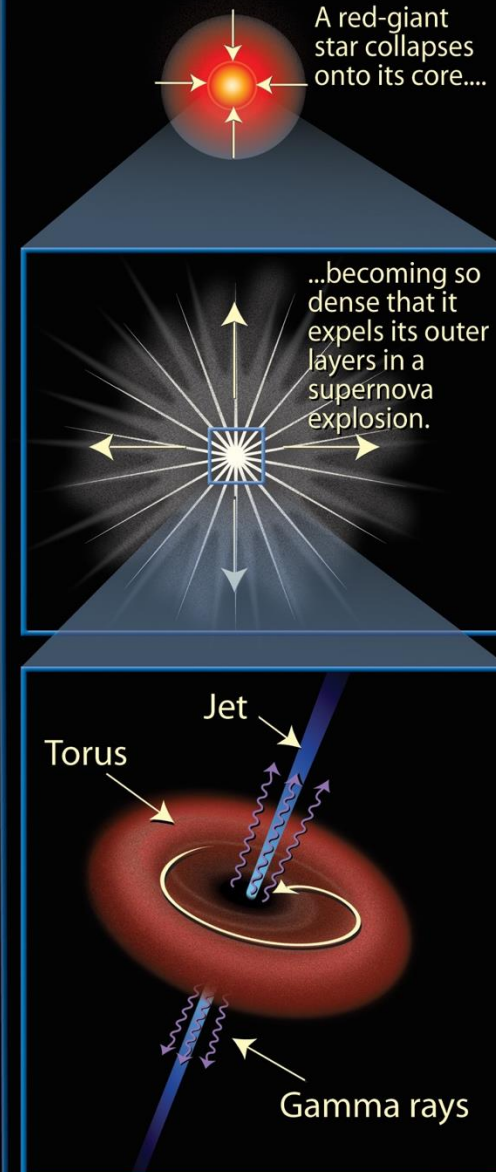 A red-giant
star collapses
onto its core....
...becoming so
dense that it
expels its outer
layers in a
supernova
explosion.
Jet
Torus
Gamma rays